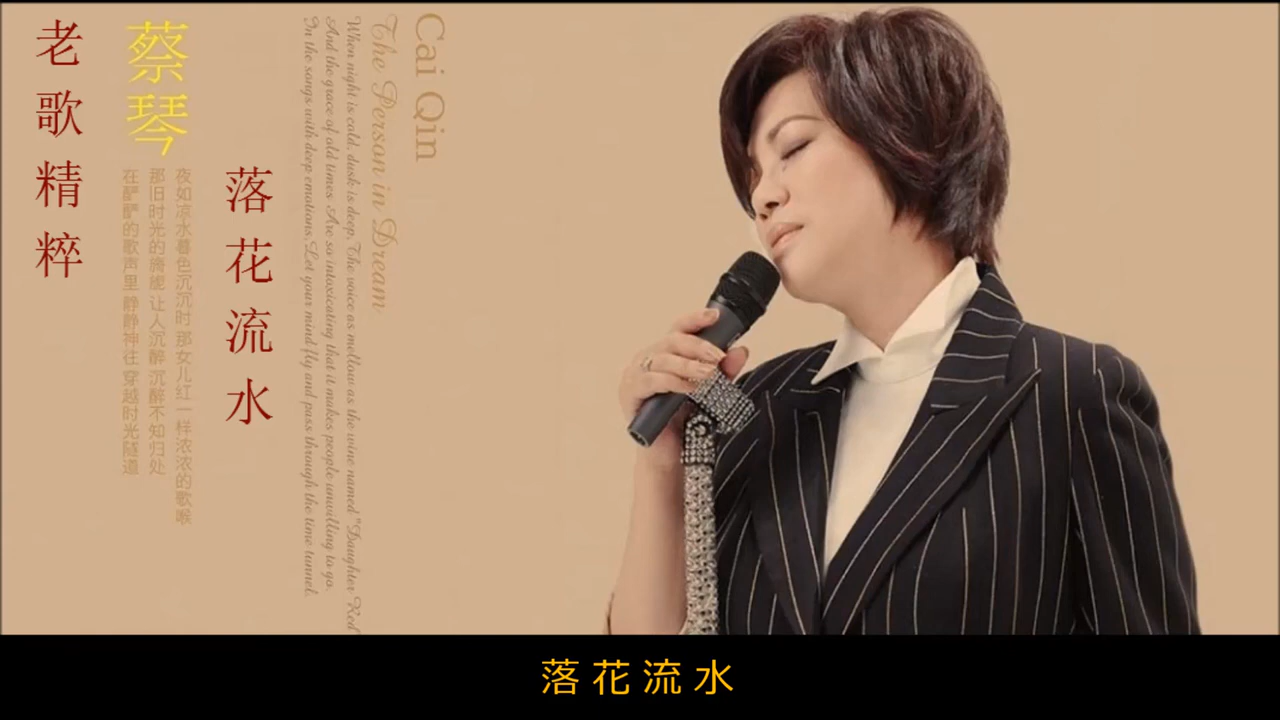 老歌精粹
蔡琴
夜如凉水暮色沉沉时 那女儿红一样浓浓的歌喉
那旧时光的旖旎 让人沉醉 沉醉不知归处
在酽酽的歌声里 静静神往 穿越时光隧道
落花流水
Cai Qin
The Person in Dream
When night is cold, dusk is deep, The voice as mellow as the wine named "Daughter Red
And the grace of old times Are so intoxicating that it makes people unwilling to go.
In the songs with deep emotions Let your mind fly and pass through the time tunnel.
落花流水